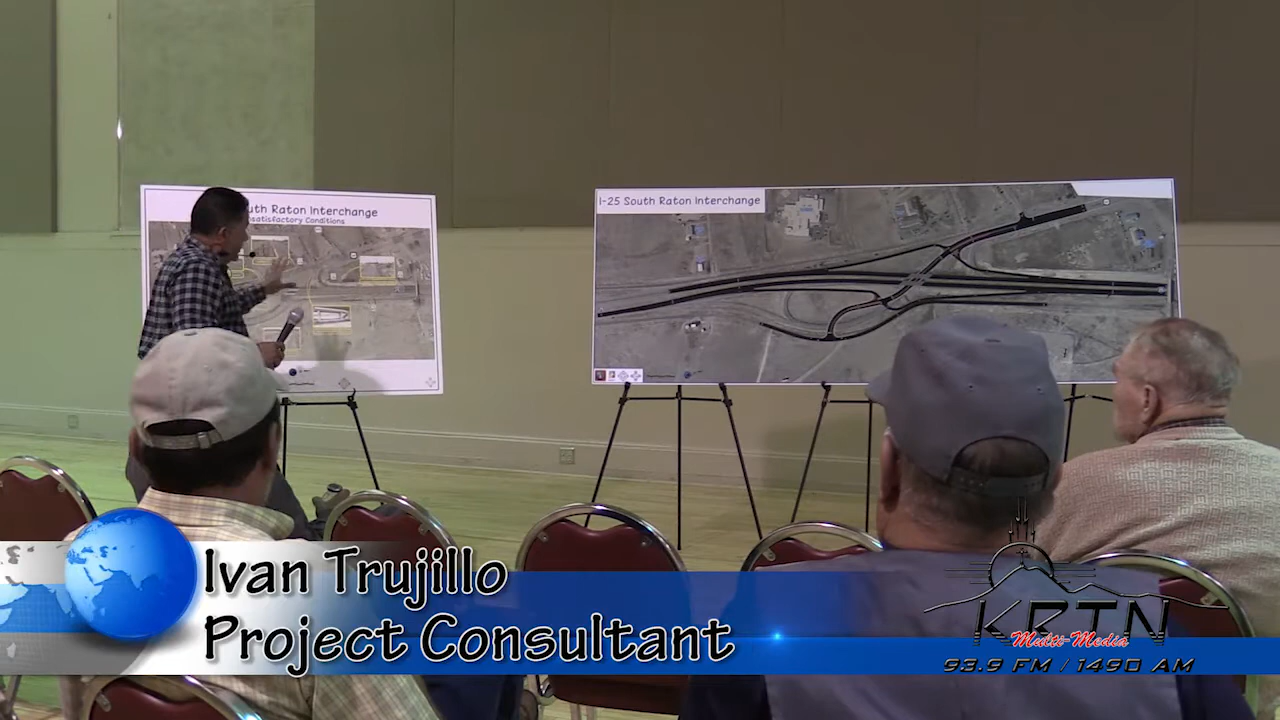 South Raton Interchange
Unsatisfactory Conditions
I-25 South Raton Interchange
Ivan Trujillo
Project Consultant
KRTN
Multi-Media
93.9 FM / 1490 AM